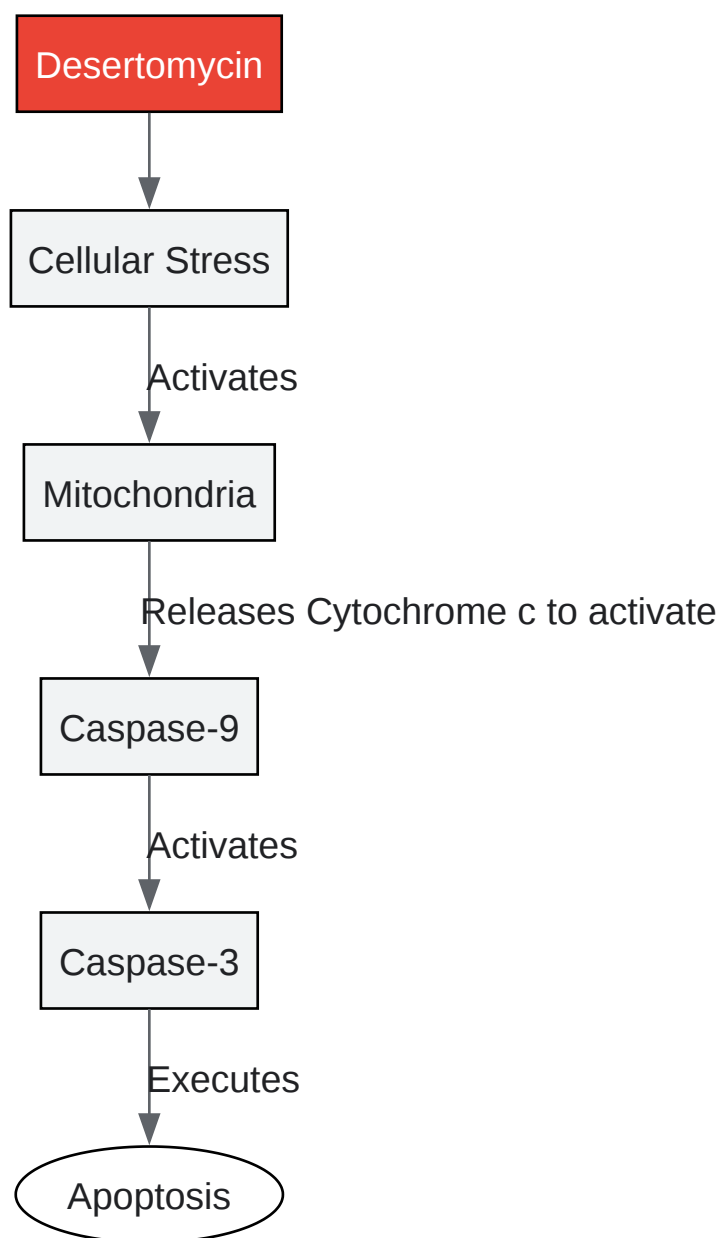 Desertomycin
Cellular Stress
Activates
Mitochondria
Releases Cytochrome c to activate
Caspase-9
Activates
Caspase-3
Executes
Apoptosis